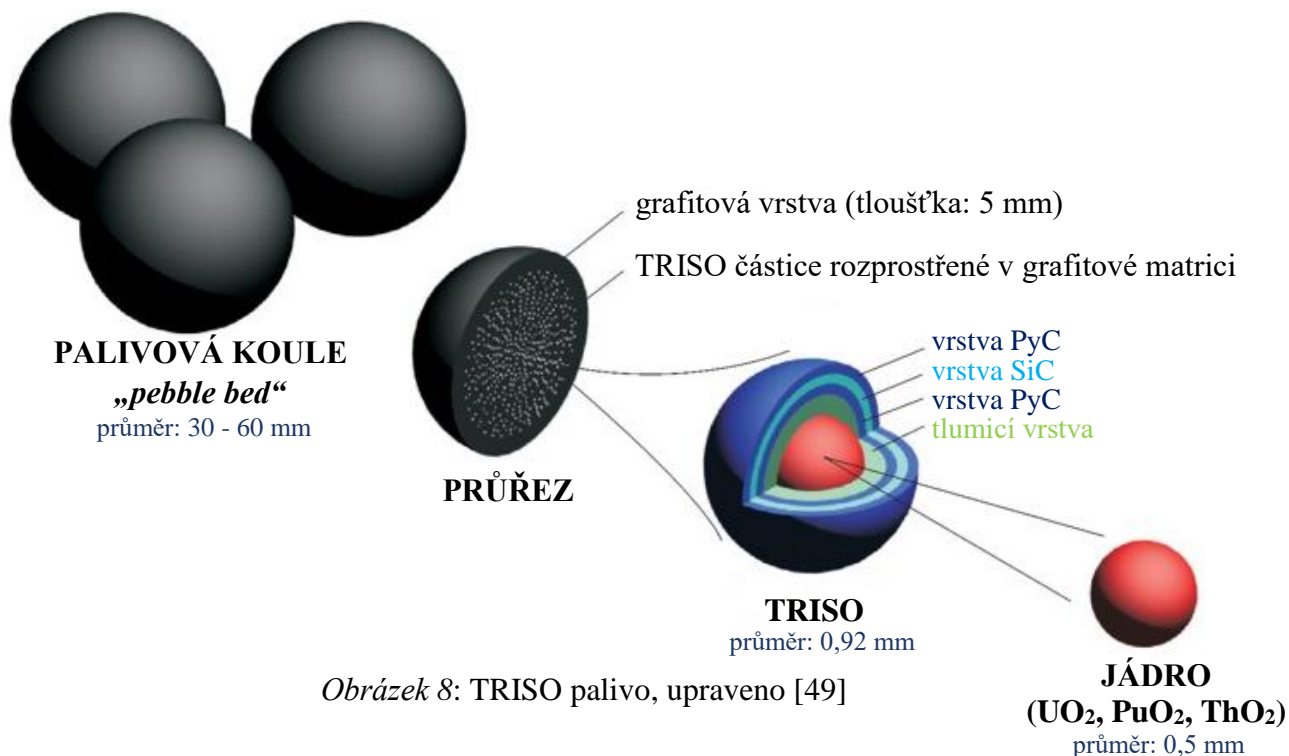 grafitová vrstva (tloušťka: 5 mm)
TRISO částice rozprostřené v grafitové matrici
PALIVOVÁ KOULE
„pebble bed“
průměr: 30 - 60 mm
PRŮŘEZ
vrstva PyC
vrstva SiC
vrstva PyC
tlumicí vrstva
TRISO
průměr: 0,92 mm
JÁDRO
(UO₂, PuO₂, ThO₂)
průměr: 0,5 mm
Obrázek 8: TRISO palivo, upraveno [49]